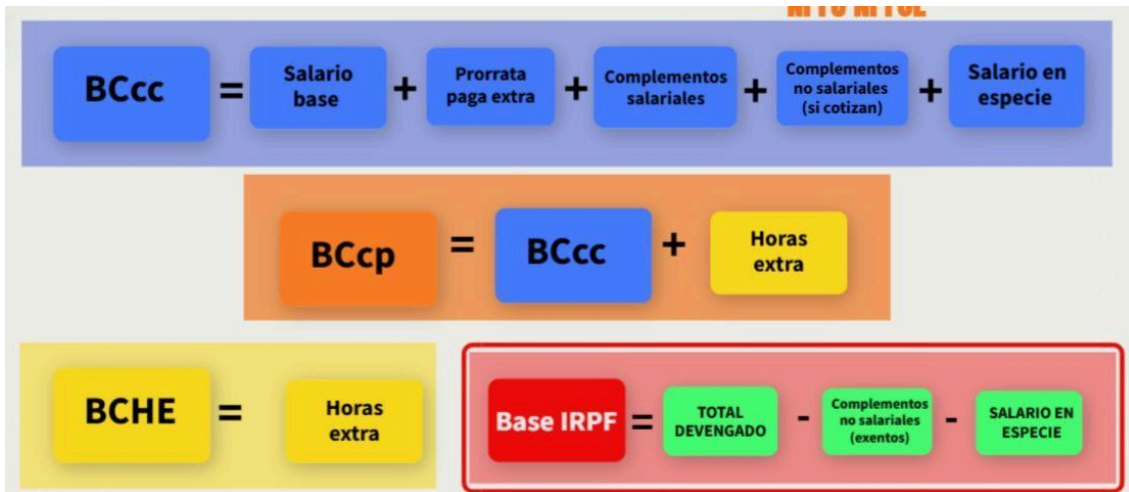 BCcc = Salario base + Prorrata paga extra + Complementos salariales + Complementos no salariales (si cotizan) + Salario en especie
BCcp = BCcc + Horas extra
BCHE = Horas extra
Base IRPF = TOTAL DEVENGADO - Complementos no salariales (exentos) - SALARIO EN ESPECIE